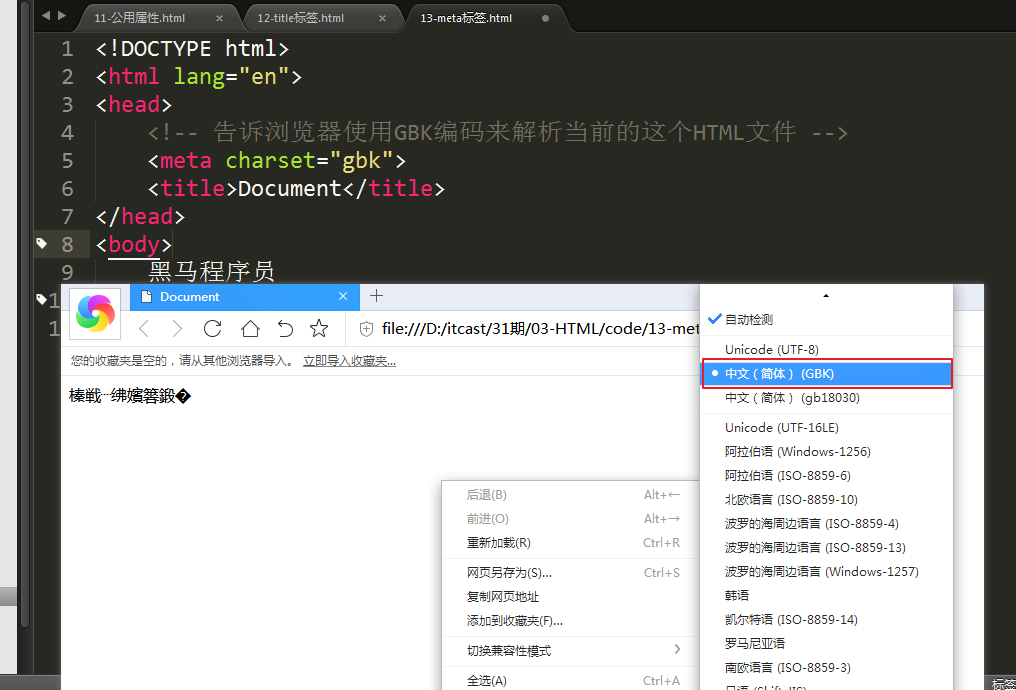 11-公用属性.html × 12-title标签.html × 13-meta标签.html
1 <!DOCTYPE html>
2 <html lang="en">
3 <head>
4 <!-- 告诉浏览器使用GBK编码来解析当前的这个HTML文件 -->
5 <meta charset="gbk">
6 <title>Document</title>
7 </head>
8 <body>
9 黑马程序员
1
1
Document ×
file:///D:/itcast/31期/03-HTML/code/13-met
您的收藏夹是空的，请从其他浏览器导入。 立即导入收藏夹...
后退(B) Alt+←
前进(O) Alt+→
重新加载(R) Ctrl+R
网页另存为(S)... Ctrl+S
复制网页地址
添加到收藏夹(F)...
切换兼容性模式
全选(A) Ctrl+A
自动检测
Unicode (UTF-8)
中文（简体） (GBK)
中文（简体） (gb18030)
Unicode (UTF-16LE)
阿拉伯语 (Windows-1256)
阿拉伯语 (ISO-8859-6)
北欧语言 (ISO-8859-10)
波罗的海周边语言 (ISO-8859-4)
波罗的海周边语言 (ISO-8859-13)
波罗的海周边语言 (Windows-1257)
韩语
凯尔特语 (ISO-8859-14)
罗马尼亚语
南欧语言 (ISO-8859-3)
标签